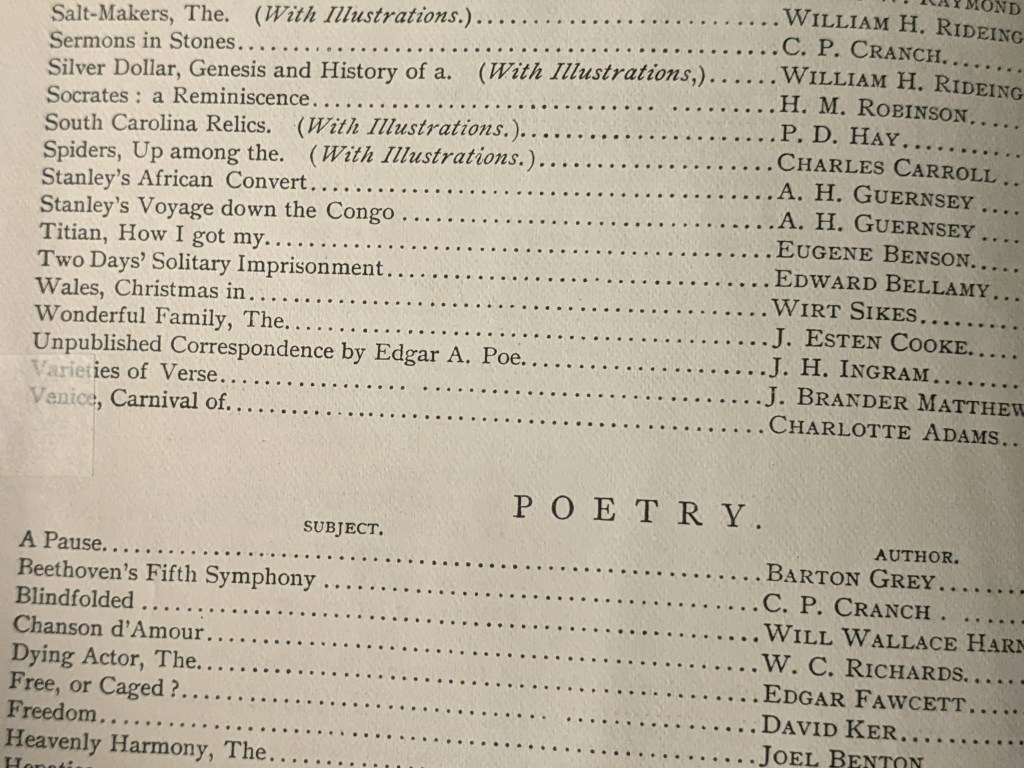 RAYMOND
Salt-Makers, The. (With Illustrations.)............................WILLIAM H. RIDEING
Sermons in Stones..................................................C. P. CRANCH........
Silver Dollar, Genesis and History of a. (With Illustrations,)......WILLIAM H. RIDEING
Socrates : a Reminiscence..........................................H. M. ROBINSON.....
South Carolina Relics. (With Illustrations.).......................P. D. HAY............
Spiders, Up among the. (With Illustrations.).......................CHARLES CARROLL ..
Stanley's African Convert..........................................A. H. GUERNSEY ....
Stanley's Voyage down the Congo ...................................A. H. GUERNSEY ....
Titian, How I got my...............................................EUGENE BENSON.....
Two Days' Solitary Imprisonment....................................EDWARD BELLAMY...
Wales, Christmas in................................................WIRT SIKES.........
Wonderful Family, The..............................................J. ESTEN COOKE.....
Unpublished Correspondence by Edgar A. Poe.........................J. H. INGRAM........
Varieties of Verse.................................................J. BRANDER MATTHEW
Venice, Carnival of................................................CHARLOTTE ADAMS..
POETRY.
SUBJECT. AUTHOR.
A Pause............................................................BARTON GREY.......
Beethoven's Fifth Symphony ........................................C. P. CRANCH . ......
Blindfolded .......................................................WILL WALLACE HARN
Chanson d'Amour....................................................W. C. RICHARDS......
Dying Actor, The...................................................EDGAR FAWCETT.....
Free, or Caged ?...................................................DAVID KER..........
Freedom............................................................JOEL BENTON
Heavenly Harmony, The..............................